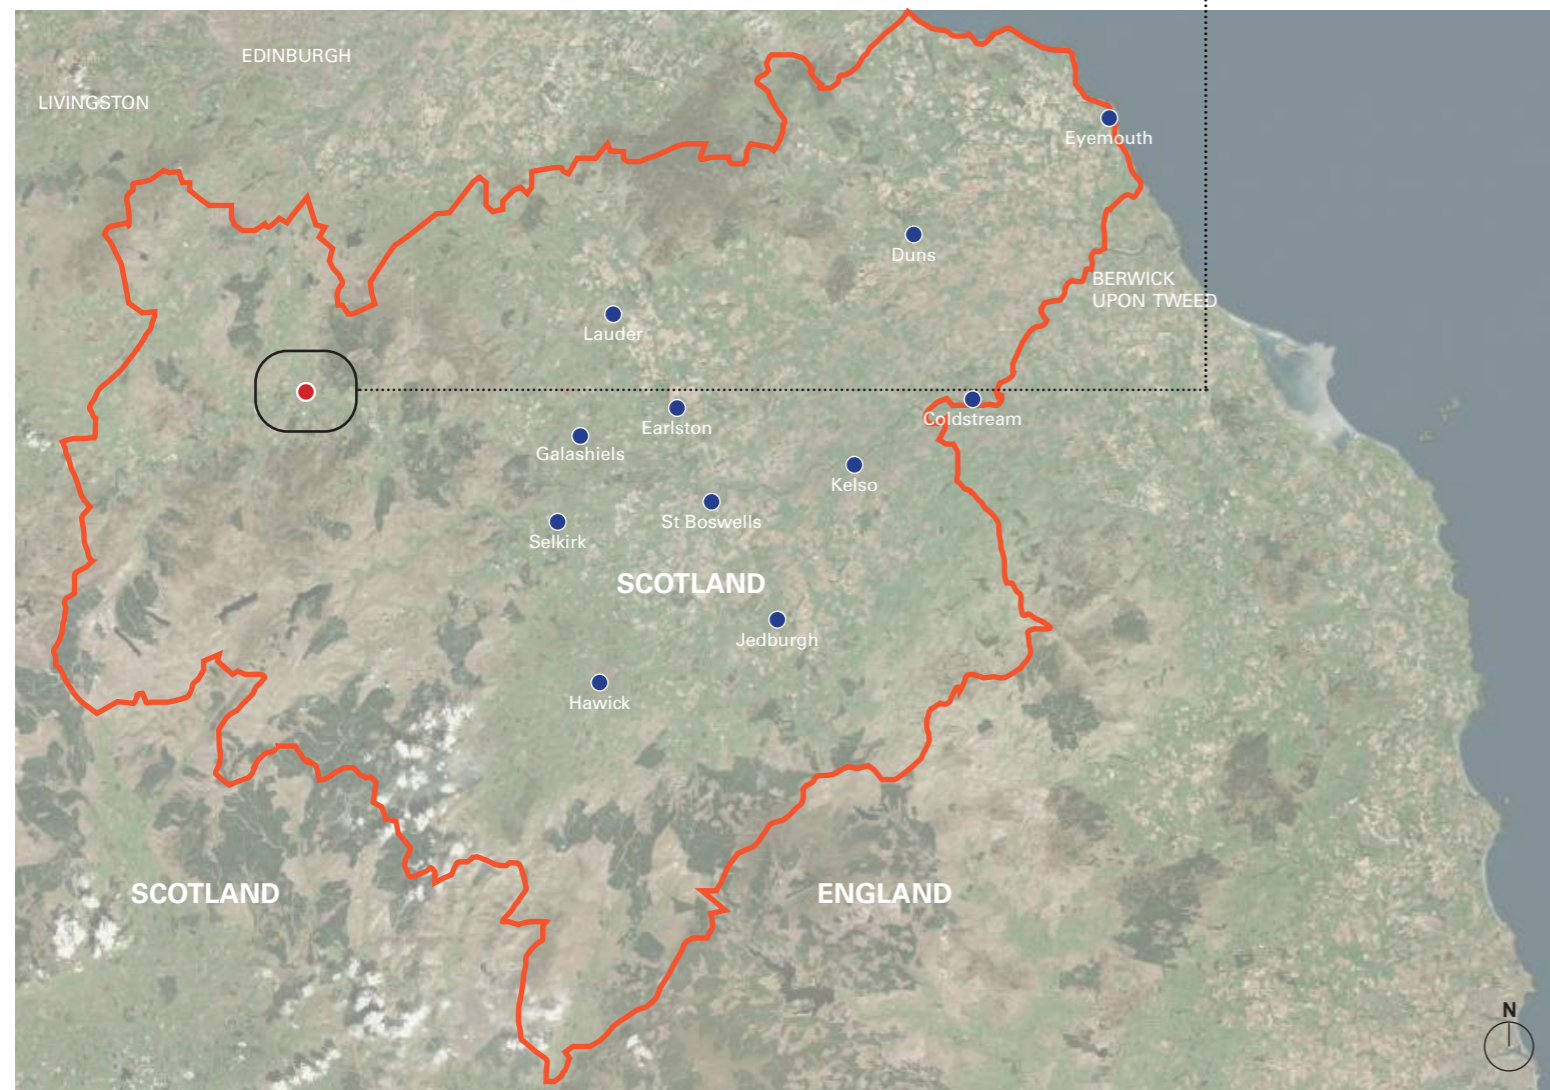 EDINBURGH
LIVINGSTON
Eyemouth
Duns
BERWICK
UPON TWEED
Lauder
Coldstream
Earlston
Galashiels
Kelso
St Boswells
Selkirk
SCOTLAND
Jedburgh
Hawick
SCOTLAND
ENGLAND
N